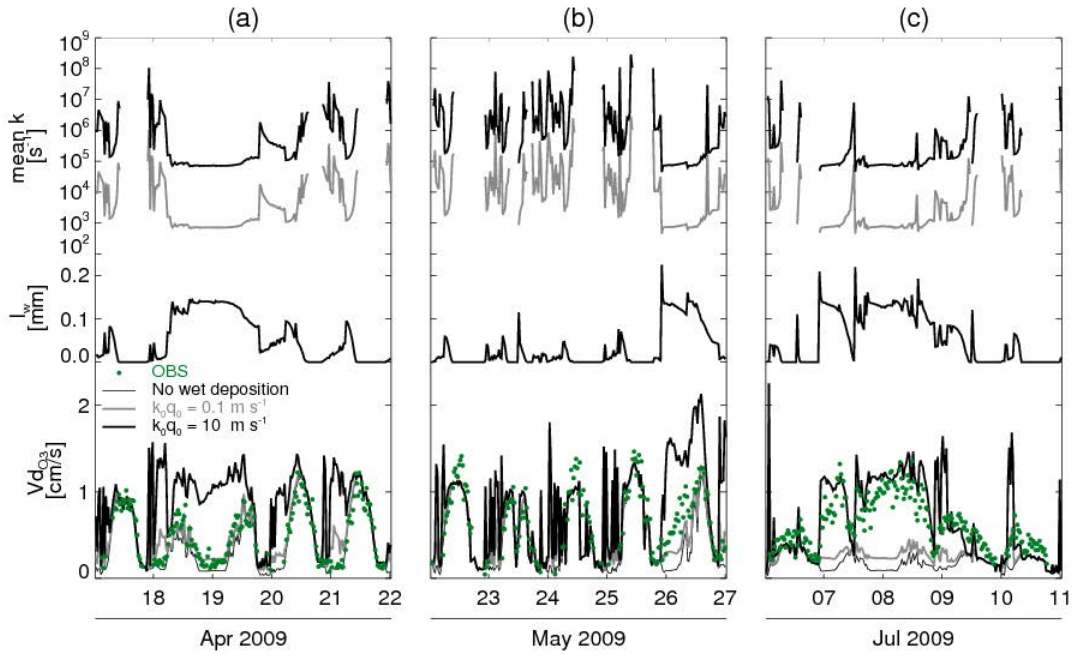 (a) (b) (c)
mean k
[s⁻¹]
10⁹
10⁸
10⁷
10⁶
10⁵
10⁴
10³
10²
l_w
[mm]
0.2
0.1
0.0
OBS
No wet deposition
k₀q₀ = 0.1 m s⁻¹
k₀q₀ = 10 m s⁻¹
Vd_O3
[cm/s]
2
1
0
18 19 20 21 22 23 24 25 26 27 07 08 09 10 11
Apr 2009 May 2009 Jul 2009